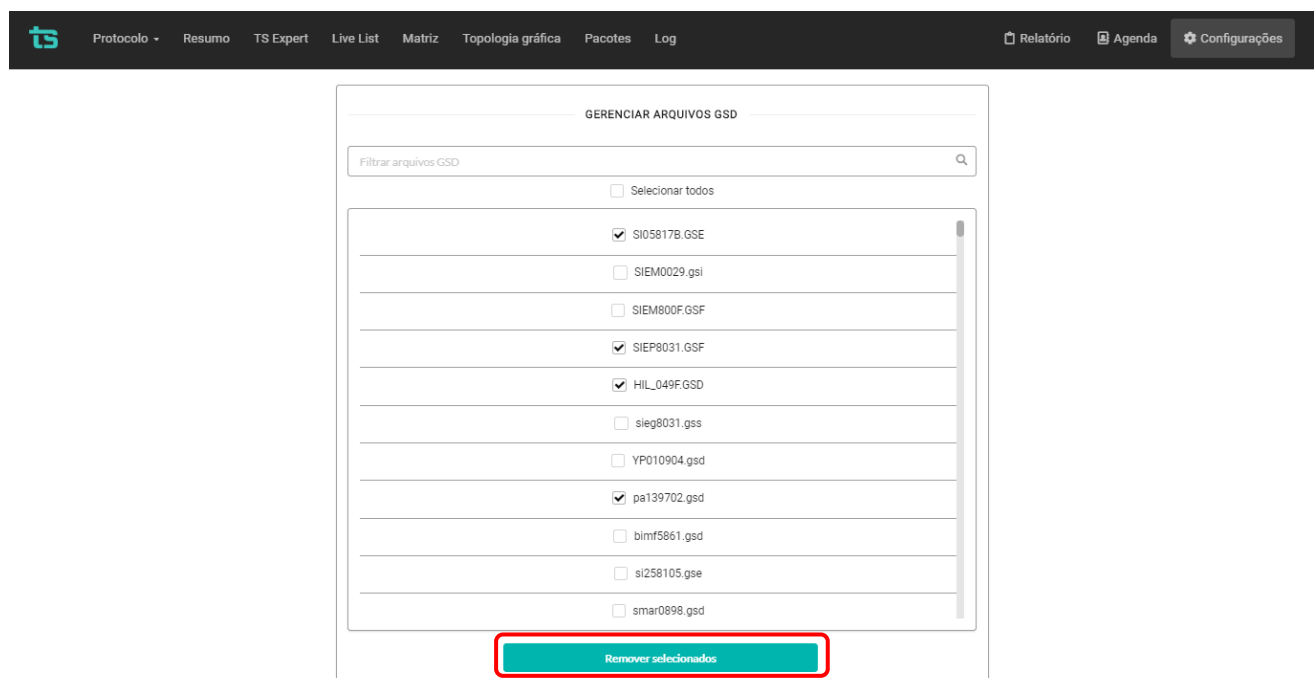 ts Protocolo Resumo TS Expert Live List Matriz Topologia gráfica Pacotes Log Relatório Agenda Configurações
GERENCIAR ARQUIVOS GSD
Filtrar arquivos GSD
Selecionar todos
SI05817B.GSE
SIEM0029.gsi
SIEM800F.GSF
SIEP8031.GSF
HIL_049F.GSD
sieg8031.gss
YP010904.gsd
pa139702.gsd
bimf5861.gsd
si258105.gse
smar0898.gsd
Remover selecionados